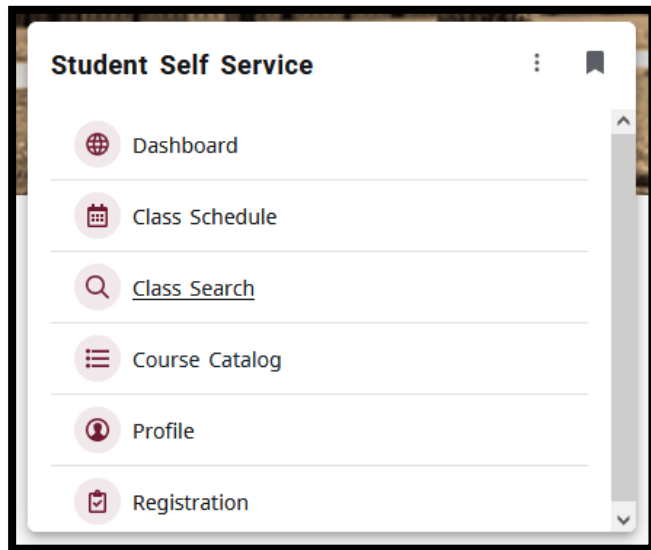 Student Self Service
Dashboard
Class Schedule
Class Search
Course Catalog
Profile
Registration